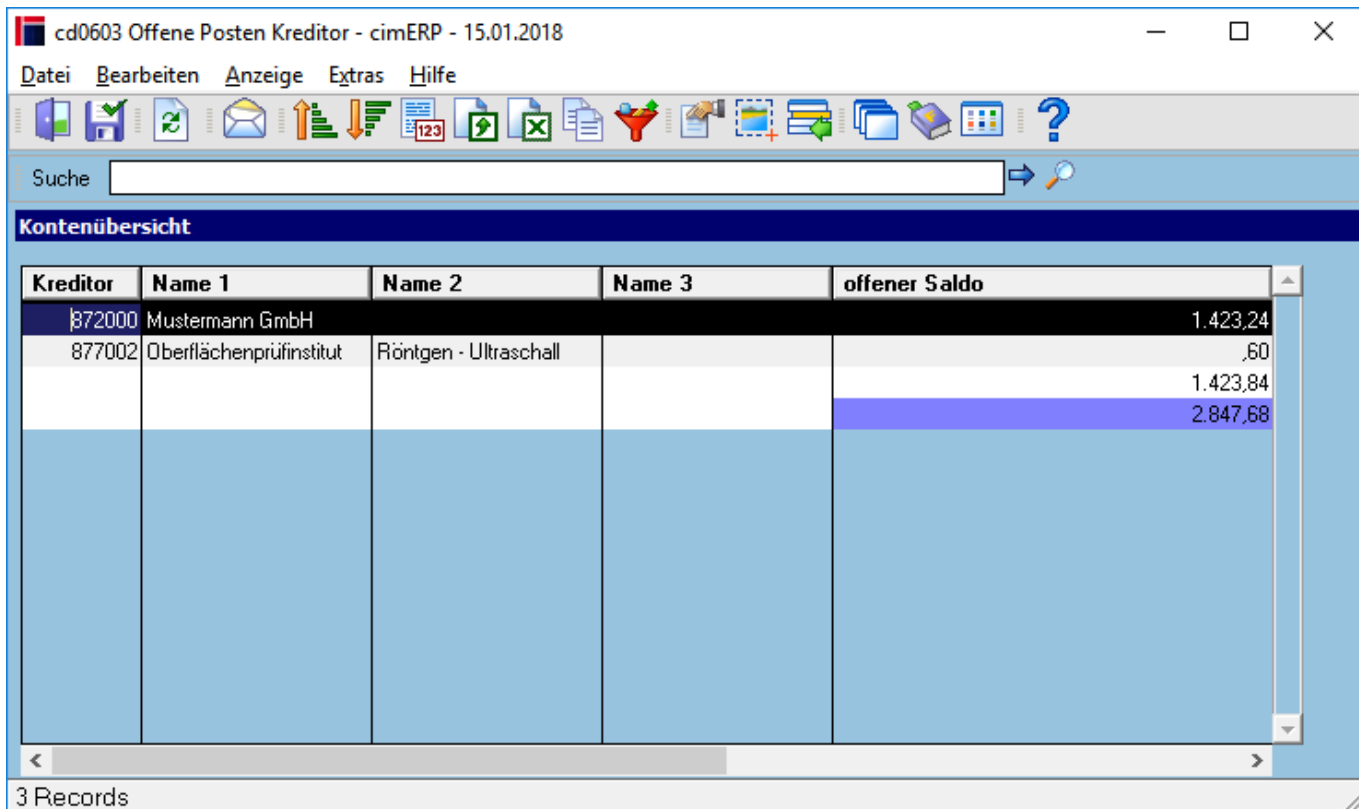 cd0603 Offene Posten Kreditor - cimERP - 15.01.2018
Datei Bearbeiten Anzeige Extras Hilfe
123
Suche
Kontenübersicht
Kreditor Name 1 Name 2 Name 3 offener Saldo
872000 Mustermann GmbH 1.423,24
877002 Oberflächenprüfinstitut Röntgen - Ultraschall ,60
1.423,84
2.847,68
3 Records